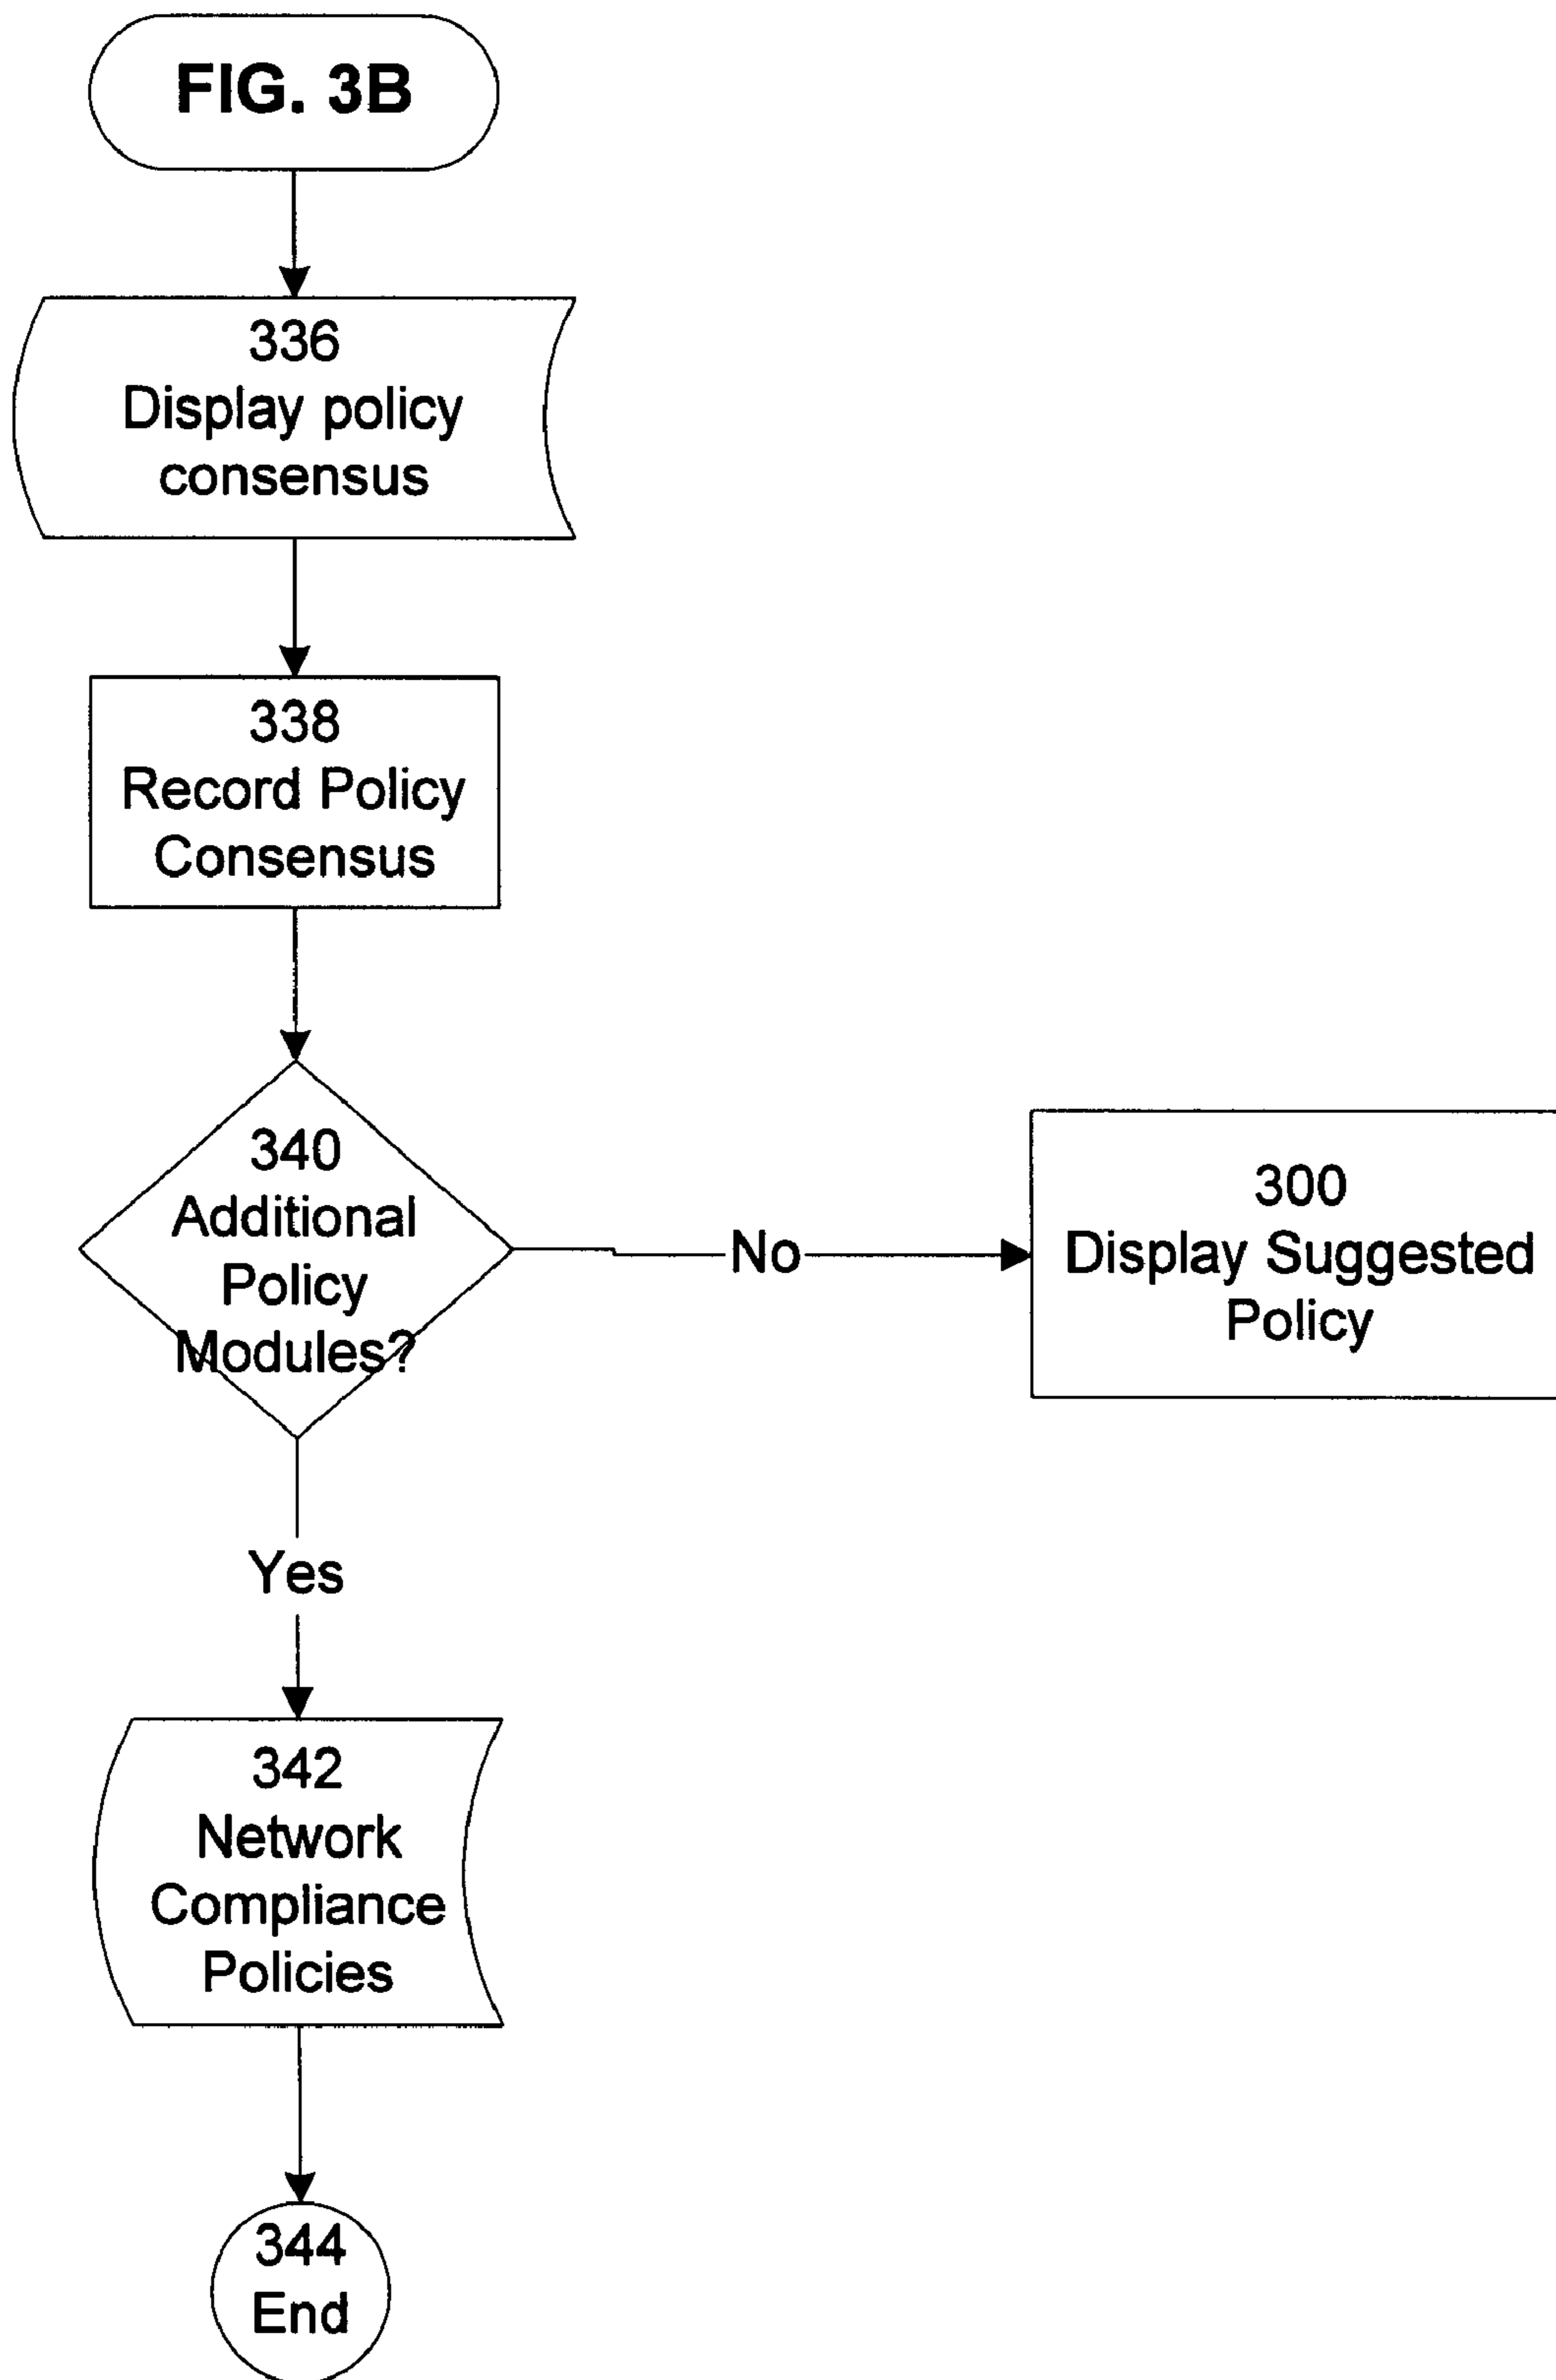 FIG. 3B
336
Display policy
consensus
338
Record Policy
Consensus
340
Additional
Policy
Modules?
No
300
Display Suggested
Policy
Yes
342
Network
Compliance
Policies
344
End